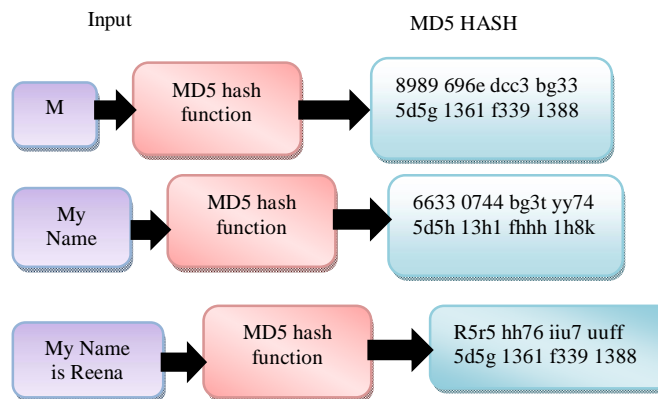 Input MD5 HASH
M
MD5 hash
function
8989 696e dcc3 bg33
5d5g 1361 f339 1388
My
Name
MD5 hash
function
6633 0744 bg3t yy74
5d5h 13h1 fhhh 1h8k
My Name
is Reena
MD5 hash
function
R5r5 hh76 iiu7 uuff
5d5g 1361 f339 1388